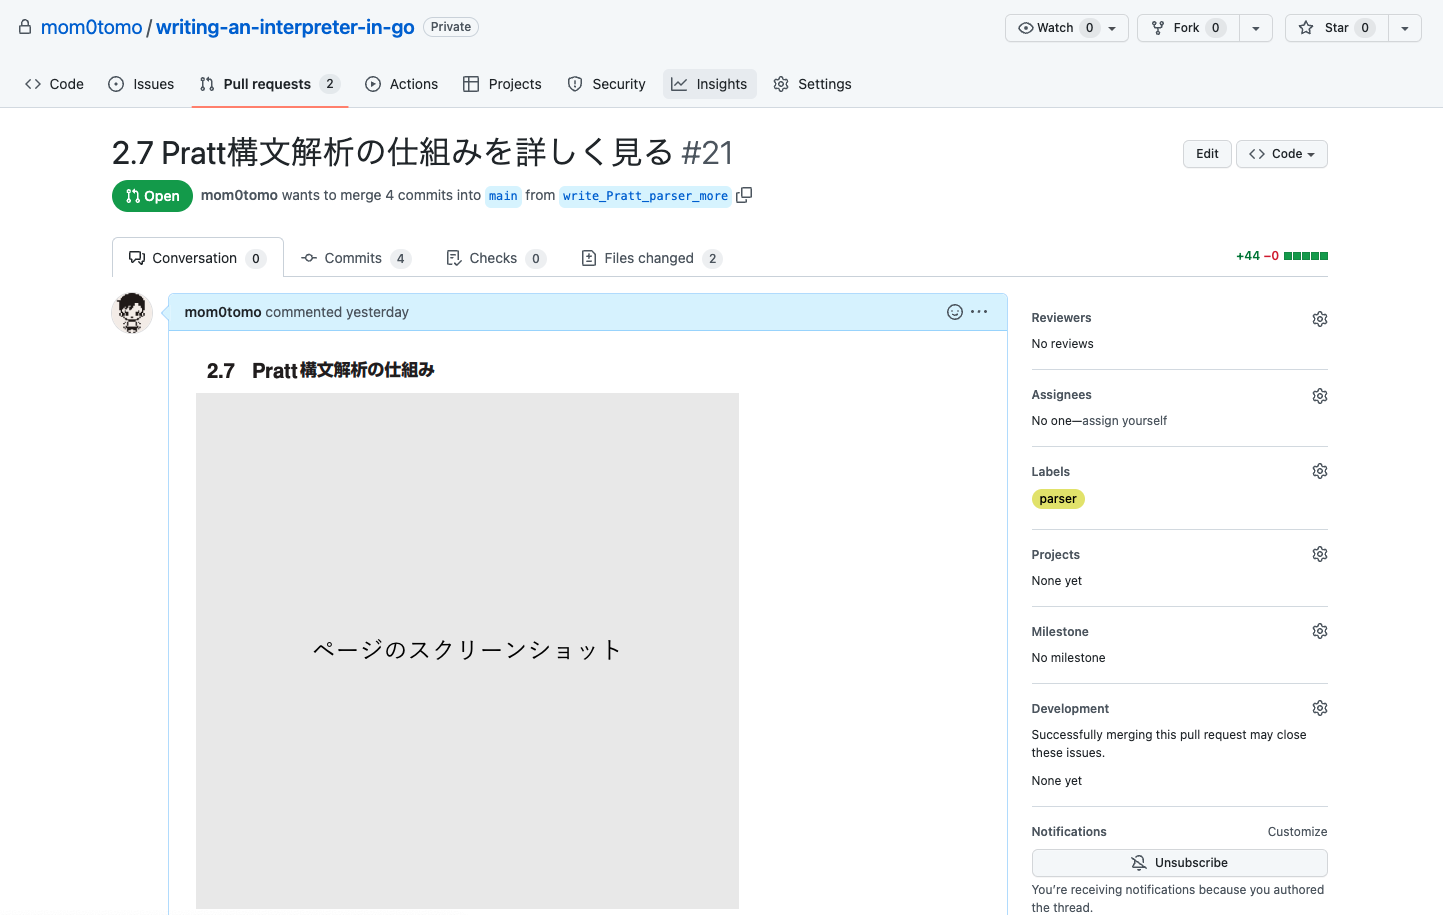 mom0tomo / writing-an-interpreter-in-go Private
Watch 0 Fork 0 Star 0
Code Issues Pull requests 2 Actions Projects Security Insights Settings
2.7 Pratt構文解析の仕組みを詳しく見る #21
Edit Code
Open mom0tomo wants to merge 4 commits into main from write_Pratt_parser_more
Conversation 0 Commits 4 Checks 0 Files changed 2
+44 −0
mom0tomo commented yesterday
2.7 Pratt構文解析の仕組み
ページのスクリーンショット
Reviewers
No reviews
Assignees
No one—assign yourself
Labels
parser
Projects
None yet
Milestone
No milestone
Development
Successfully merging this pull request may close
these issues.
None yet
Notifications Customize
Unsubscribe
You’re receiving notifications because you authored
the thread.